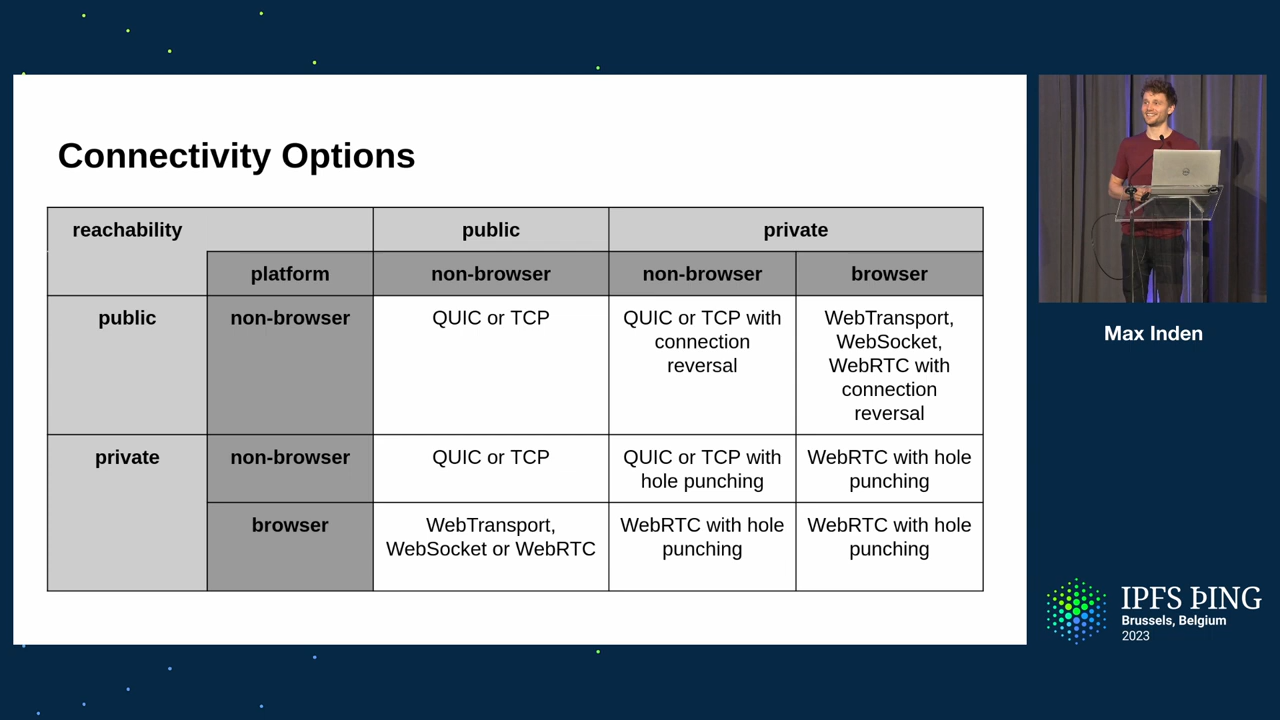 Connectivity Options
reachability
public
private
platform
non-browser
non-browser
browser
public
non-browser
QUIC or TCP
QUIC or TCP with
connection
reversal
WebTransport,
WebSocket,
WebRTC with
connection
reversal
private
non-browser
QUIC or TCP
QUIC or TCP with
hole punching
WebRTC with hole
punching
browser
WebTransport,
WebSocket or WebRTC
WebRTC with hole
punching
WebRTC with hole
punching
Max Inden
IPFS ÞING
Brussels, Belgium
2023